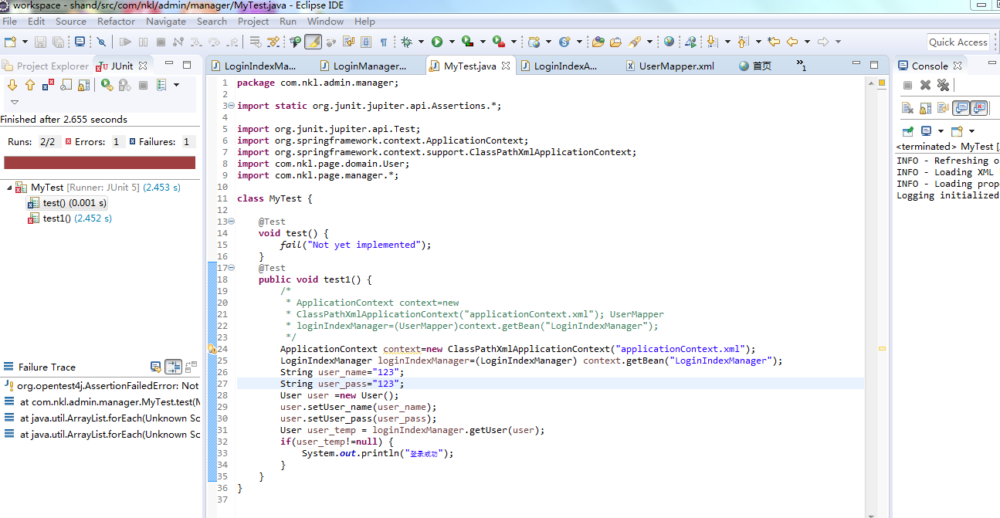 workspace - shand/src/com/nkl/admin/manager/MyTest.java - Eclipse IDE
File Edit Source Refactor Navigate Search Project Run Window Help
Quick Access
Project Explorer JUnit
LoginIndexMa... LoginManager... MyTest.java LoginIndexA... UserMapper.xml 首页 »1
Console
Finished after 2.655 seconds
Runs: 2/2 Errors: 1 Failures: 1
MyTest [Runner: JUnit 5] (2.453 s)
test() (0.001 s)
test1() (2.452 s)
Failure Trace
org.opentest4j.AssertionFailedError: Not
at com.nkl.admin.manager.MyTest.test(M
at java.util.ArrayList.forEach(Unknown Sc
at java.util.ArrayList.forEach(Unknown Sc
1 package com.nkl.admin.manager;
2
3 import static org.junit.jupiter.api.Assertions.*;
4
5 import org.junit.jupiter.api.Test;
6 import org.springframework.context.ApplicationContext;
7 import org.springframework.context.support.ClassPathXmlApplicationContext;
8 import com.nkl.page.domain.User;
9 import com.nkl.page.manager.*;
10
11 class MyTest {
12
13 @Test
14 void test() {
15 fail("Not yet implemented");
16 }
17 @Test
18 public void test1() {
19 /*
20 * ApplicationContext context=new
21 * ClassPathXmlApplicationContext("applicationContext.xml"); UserMapper
22 * loginIndexManager=(UserMapper)context.getBean("LoginIndexManager");
23 */
24 ApplicationContext context=new ClassPathXmlApplicationContext("applicationContext.xml");
25 LoginIndexManager loginIndexManager=(LoginIndexManager) context.getBean("LoginIndexManager");
26 String user_name="123";
27 String user_pass="123";
28 User user =new User();
29 user.setUser_name(user_name);
30 user.setUser_pass(user_pass);
31 User user_temp = loginIndexManager.getUser(user);
32 if(user_temp!=null) {
33 System.out.println("登录成功");
34 }
35 }
36 }
37
<terminated> MyTest [
INFO - Refreshing o
INFO - Loading XML
INFO - Loading prop
Logging initialized